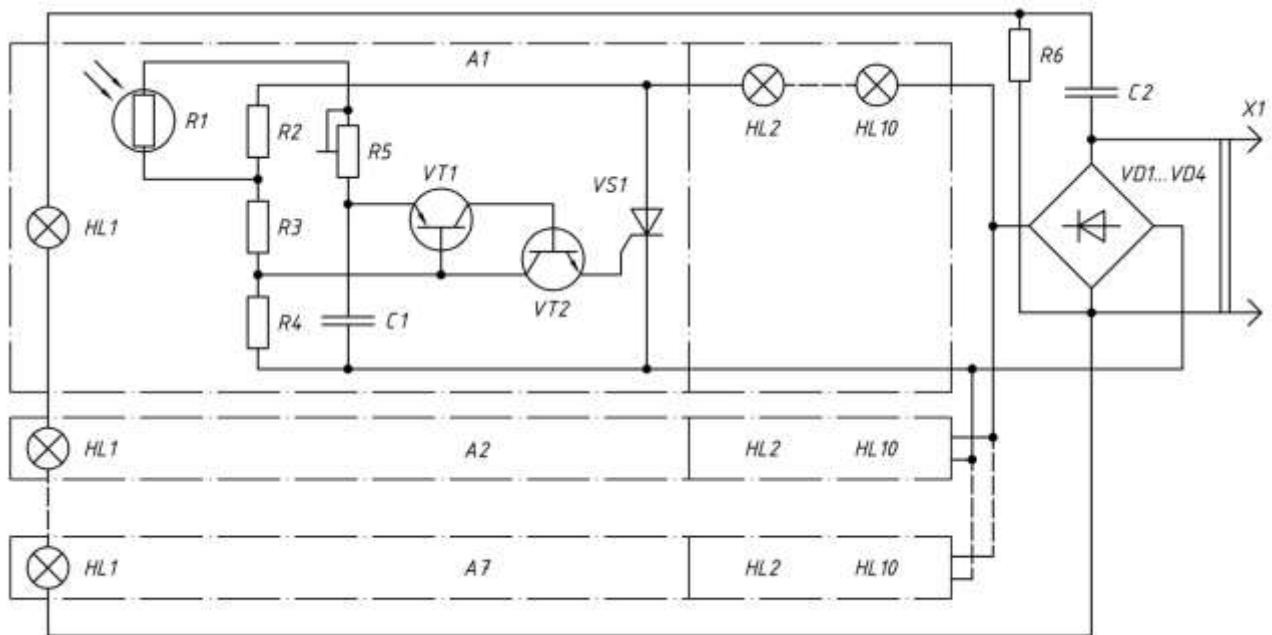 A1
R6
C2
X1
R1
R2
R5
HL2
HL10
VT1
VS1
VD1...VD4
HL1
R3
R4
C1
VT2
HL1
A2
HL2
HL10
HL1
A7
HL2
HL10